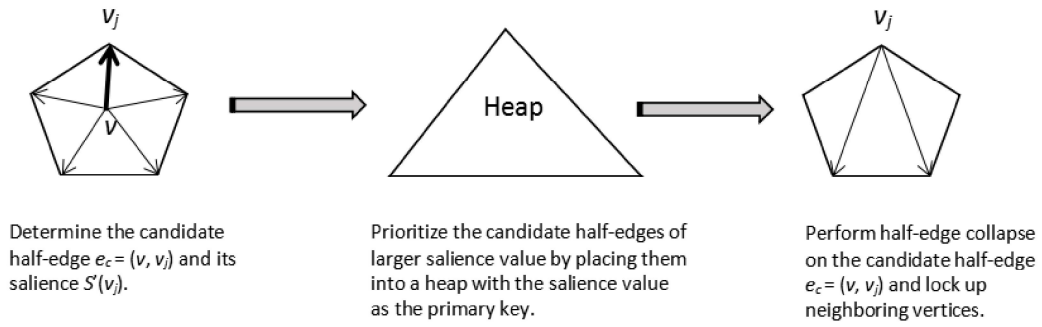 vj
v
Heap
vj
Determine the candidate
half-edge ec = (v, vj) and its
salience S′(vj).
Prioritize the candidate half-edges of
larger salience value by placing them
into a heap with the salience value
as the primary key.
Perform half-edge collapse
on the candidate half-edge
ec = (v, vj) and lock up
neighboring vertices.